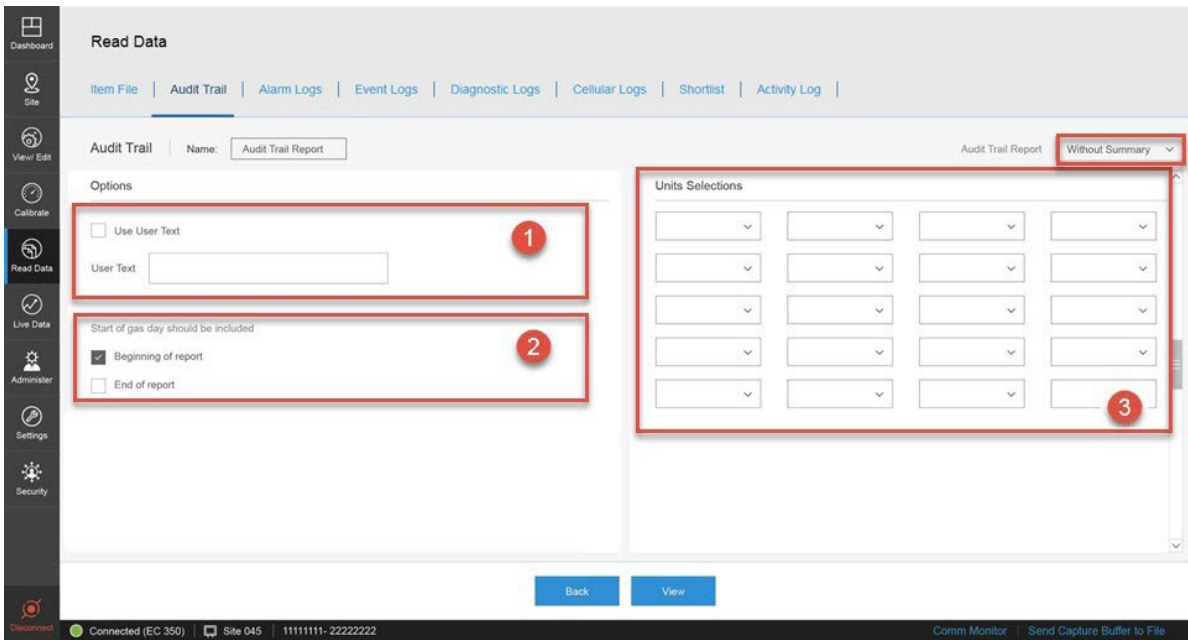 Dashboard
Site
View/ Edit
Calibrate
Read Data
Live Data
Administer
Settings
Security
Disconnect
Read Data
Item File | Audit Trail | Alarm Logs | Event Logs | Diagnostic Logs | Cellular Logs | Shortlist | Activity Log |
Audit Trail Name: Audit Trail Report Audit Trail Report Without Summary
Options
Use User Text
1
User Text
Start of gas day should be included
2
Beginning of report
End of report
Units Selections
3
Back View
Connected (EC 350) Site 045 11111111- 22222222 Comm Monitor | Send Capture Buffer to File